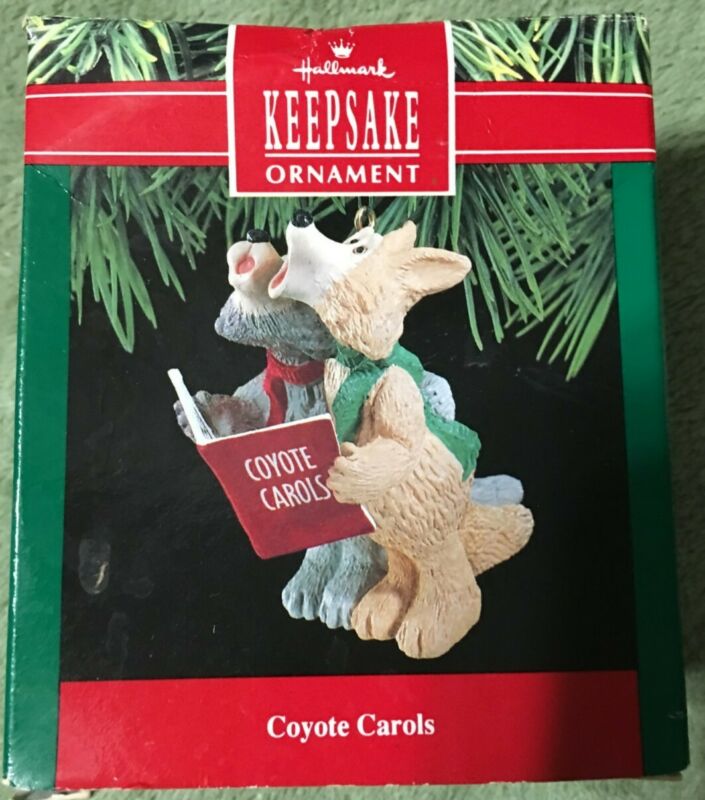 Hallmark
KEEPSAKE
ORNAMENT
COYOTE
CAROLS
Coyote Carols